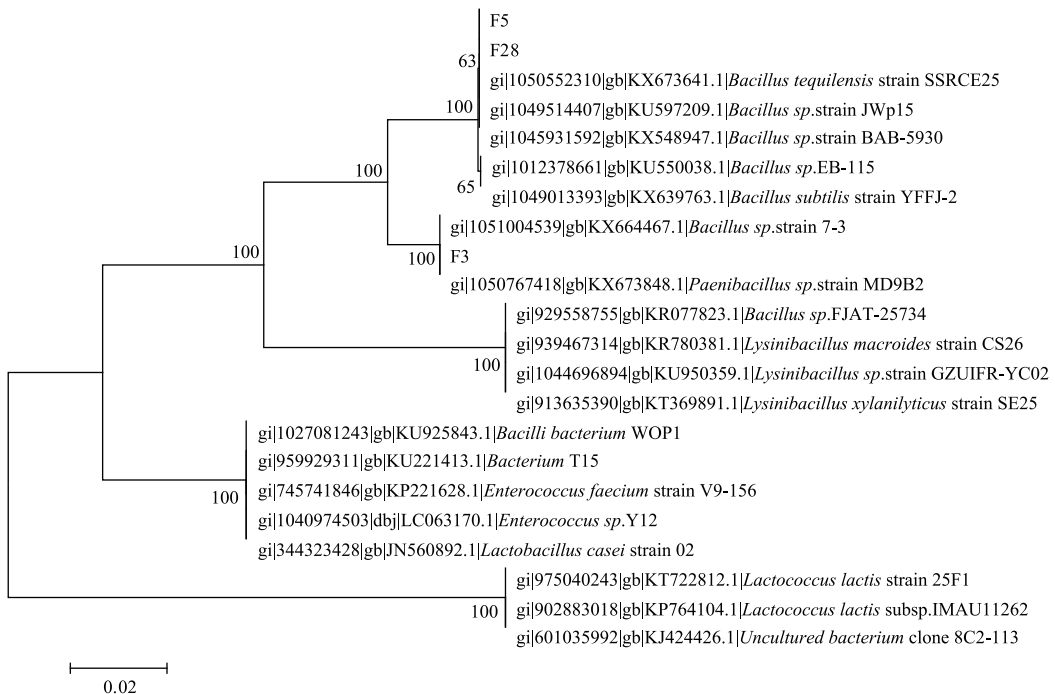 F5
F28
63
gi|1050552310|gb|KX673641.1|Bacillus tequilensis strain SSRCE25
100
gi|1049514407|gb|KU597209.1|Bacillus sp.strain JWp15
gi|1045931592|gb|KX548947.1|Bacillus sp.strain BAB-5930
100
gi|1012378661|gb|KU550038.1|Bacillus sp.EB-115
65
gi|1049013393|gb|KX639763.1|Bacillus subtilis strain YFFJ-2
gi|1051004539|gb|KX664467.1|Bacillus sp.strain 7-3
100
100
F3
gi|1050767418|gb|KX673848.1|Paenibacillus sp.strain MD9B2
gi|929558755|gb|KR077823.1|Bacillus sp.FJAT-25734
gi|939467314|gb|KR780381.1|Lysinibacillus macroides strain CS26
100
gi|1044696894|gb|KU950359.1|Lysinibacillus sp.strain GZUIFR-YC02
gi|913635390|gb|KT369891.1|Lysinibacillus xylanilyticus strain SE25
gi|1027081243|gb|KU925843.1|Bacilli bacterium WOP1
gi|959929311|gb|KU221413.1|Bacterium T15
100
gi|745741846|gb|KP221628.1|Enterococcus faecium strain V9-156
gi|1040974503|dbj|LC063170.1|Enterococcus sp.Y12
gi|344323428|gb|JN560892.1|Lactobacillus casei strain 02
gi|975040243|gb|KT722812.1|Lactococcus lactis strain 25F1
100
gi|902883018|gb|KP764104.1|Lactococcus lactis subsp.IMAU11262
gi|601035992|gb|KJ424426.1|Uncultured bacterium clone 8C2-113
0.02